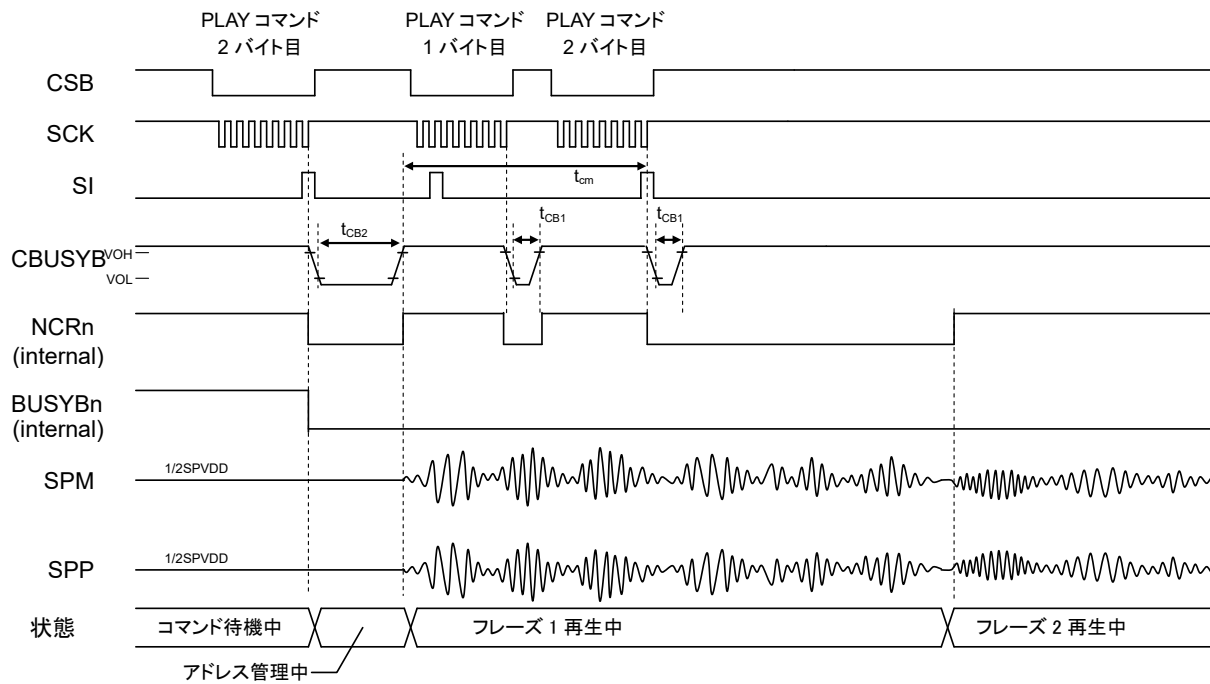 PLAY コマンド
2 バイト目
PLAY コマンド
1 バイト目
PLAY コマンド
2 バイト目
CSB
SCK
SI
tcm
tCB2
tCB1
tCB1
CBUSYB
VOH
VOL
NCRn
(internal)
BUSYBn
(internal)
SPM
1/2SPVDD
SPP
1/2SPVDD
状態
コマンド待機中
フレーズ 1 再生中
フレーズ 2 再生中
アドレス管理中